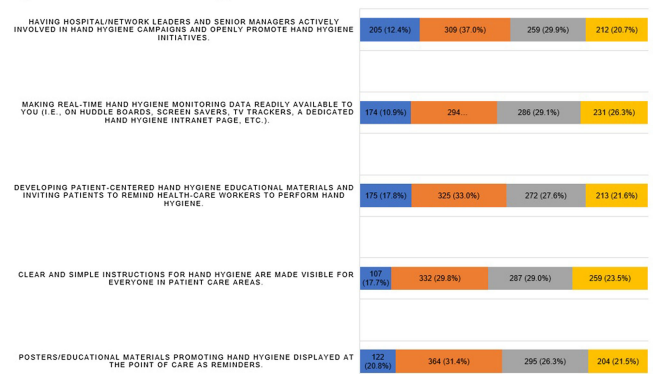 HAVING HOSPITAL/NETWORK LEADERS AND SENIOR MANAGERS ACTIVELY
INVOLVED IN HAND HYGIENE CAMPAIGNS AND OPENLY PROMOTE HAND HYGIENE
INITIATIVES.
205 (12.4%) 309 (37.0%) 259 (29.9%) 212 (20.7%)
MAKING REAL-TIME HAND HYGIENE MONITORING DATA READILY AVAILABLE TO
YOU (I.E., ON HUDDLE BOARDS, SCREEN SAVERS, TV TRACKERS, A DEDICATED
HAND HYGIENE INTRANET PAGE, ETC.).
174 (10.9%) 294... 286 (29.1%) 231 (26.3%)
DEVELOPING PATIENT-CENTERED HAND HYGIENE EDUCATIONAL MATERIALS AND
INVITING PATIENTS TO REMIND HEALTH-CARE WORKERS TO PERFORM HAND
HYGIENE.
175 (17.8%) 325 (33.0%) 272 (27.6%) 213 (21.6%)
CLEAR AND SIMPLE INSTRUCTIONS FOR HAND HYGIENE ARE MADE VISIBLE FOR
EVERYONE IN PATIENT CARE AREAS.
107
(17.7%) 332 (29.8%) 287 (29.0%) 259 (23.5%)
POSTERS/EDUCATIONAL MATERIALS PROMOTING HAND HYGIENE DISPLAYED AT
THE POINT OF CARE AS REMINDERS.
122
(20.8%) 364 (31.4%) 295 (26.3%) 204 (21.5%)